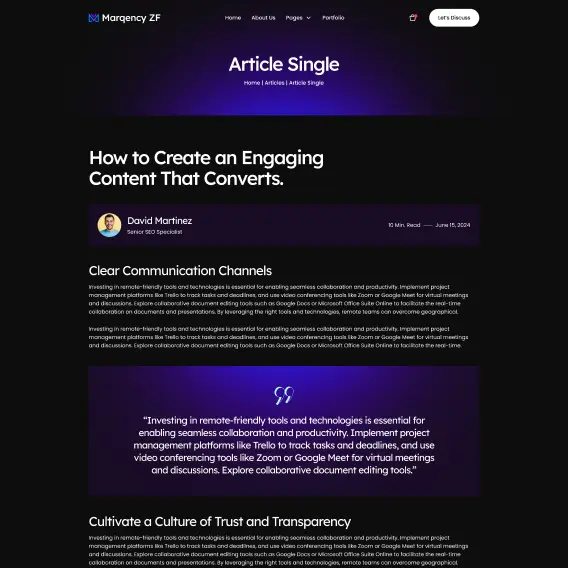 Marqency ZF
Home About Us Pages Portfolio
Let's Discuss
Article Single
Home | Articles | Article Single
How to Create an Engaging
Content That Converts.
David Martinez
Senior SEO Specialist
10 Min. Read — June 15, 2024
Clear Communication Channels
Investing in remote-friendly tools and technologies is essential for enabling seamless collaboration and productivity. Implement project
management platforms like Trello to track tasks and deadlines, and use video conferencing tools like Zoom or Google Meet for virtual meetings
and discussions. Explore collaborative document editing tools such as Google Docs or Microsoft Office Suite Online to facilitate the real-time
collaboration on documents and presentations. By leveraging the right tools and technologies, remote teams can overcome geographical.
Investing in remote-friendly tools and technologies is essential for enabling seamless collaboration and productivity. Implement project
management platforms like Trello to track tasks and deadlines, and use video conferencing tools like Zoom or Google Meet for virtual meetings
and discussions. Explore collaborative document editing tools such as Google Docs or Microsoft Office Suite Online to facilitate the real-time.
“Investing in remote-friendly tools and technologies is essential for
enabling seamless collaboration and productivity. Implement project
management platforms like Trello to track tasks and deadlines, and use
video conferencing tools like Zoom or Google Meet for virtual meetings
and discussions. Explore collaborative document editing tools.”
Cultivate a Culture of Trust and Transparency
Investing in remote-friendly tools and technologies is essential for enabling seamless collaboration and productivity. Implement project
management platforms like Trello to track tasks and deadlines, and use video conferencing tools like Zoom or Google Meet for virtual meetings
and discussions. Explore collaborative document editing tools such as Google Docs or Microsoft Office Suite Online to facilitate the real-time
collaboration on documents and presentations. By leveraging the right tools and technologies, remote teams can overcome geographical.